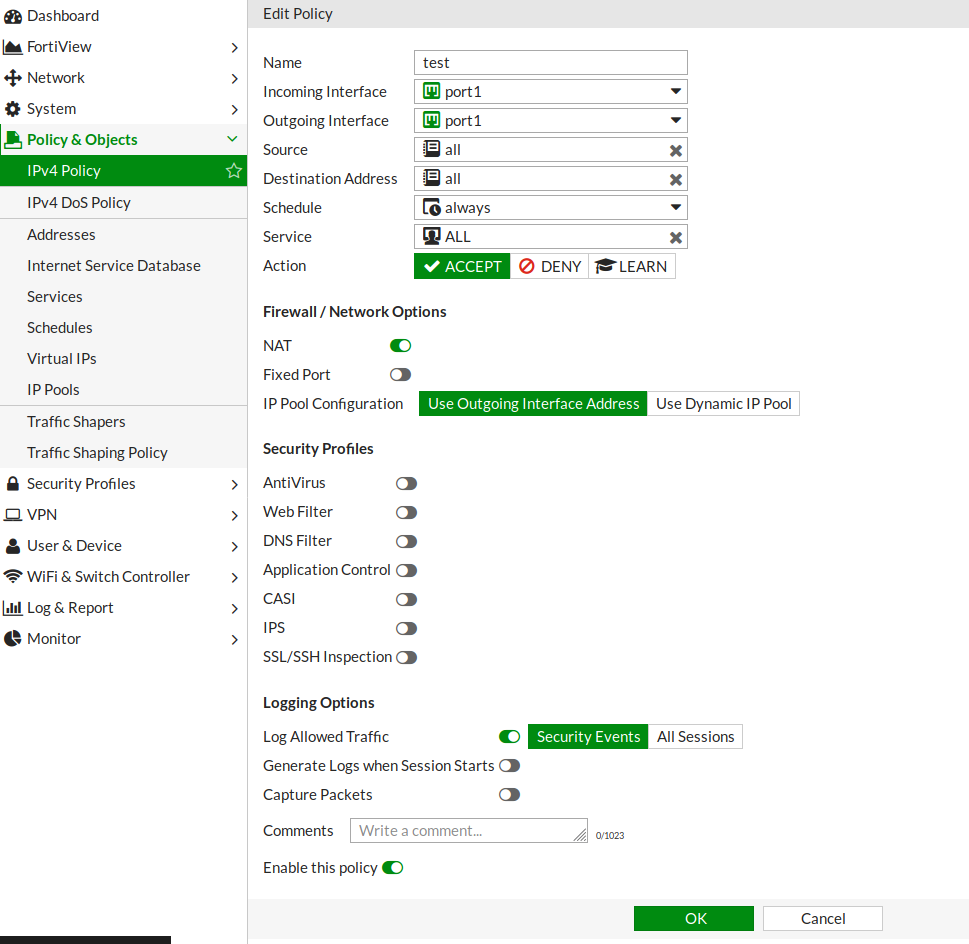 Dashboard
FortiView
Network
System
Policy & Objects
IPv4 Policy
IPv4 DoS Policy
Addresses
Internet Service Database
Services
Schedules
Virtual IPs
IP Pools
Traffic Shapers
Traffic Shaping Policy
Security Profiles
VPN
User & Device
WiFi & Switch Controller
Log & Report
Monitor
Edit Policy
Name test
Incoming Interface port1
Outgoing Interface port1
Source all
Destination Address all
Schedule always
Service ALL
Action ACCEPT DENY LEARN
Firewall / Network Options
NAT
Fixed Port
IP Pool Configuration Use Outgoing Interface Address Use Dynamic IP Pool
Security Profiles
AntiVirus
Web Filter
DNS Filter
Application Control
CASI
IPS
SSL/SSH Inspection
Logging Options
Log Allowed Traffic Security Events All Sessions
Generate Logs when Session Starts
Capture Packets
Comments Write a comment... 0/1023
Enable this policy
OK Cancel